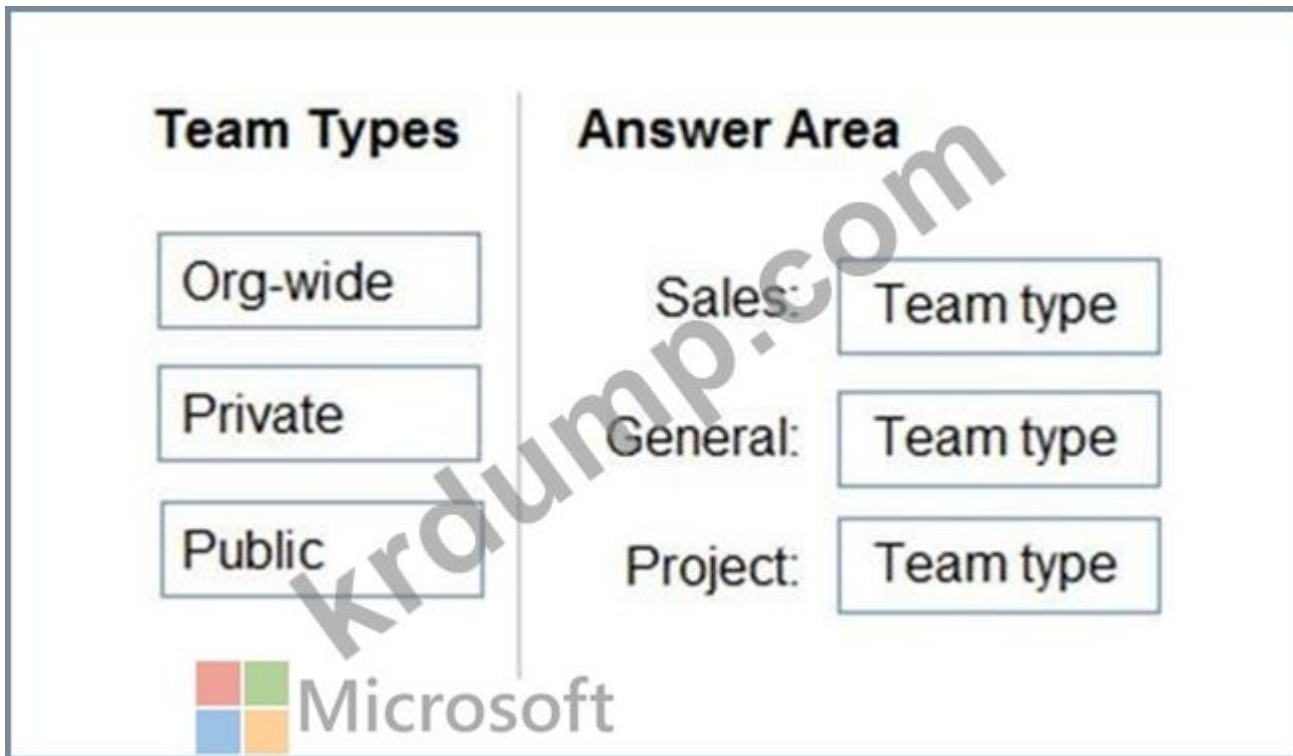 Team Types
Answer Area
Org-wide
Sales:
Team type
Private
General:
Team type
Public
Project:
Team type
krdump.com
Microsoft